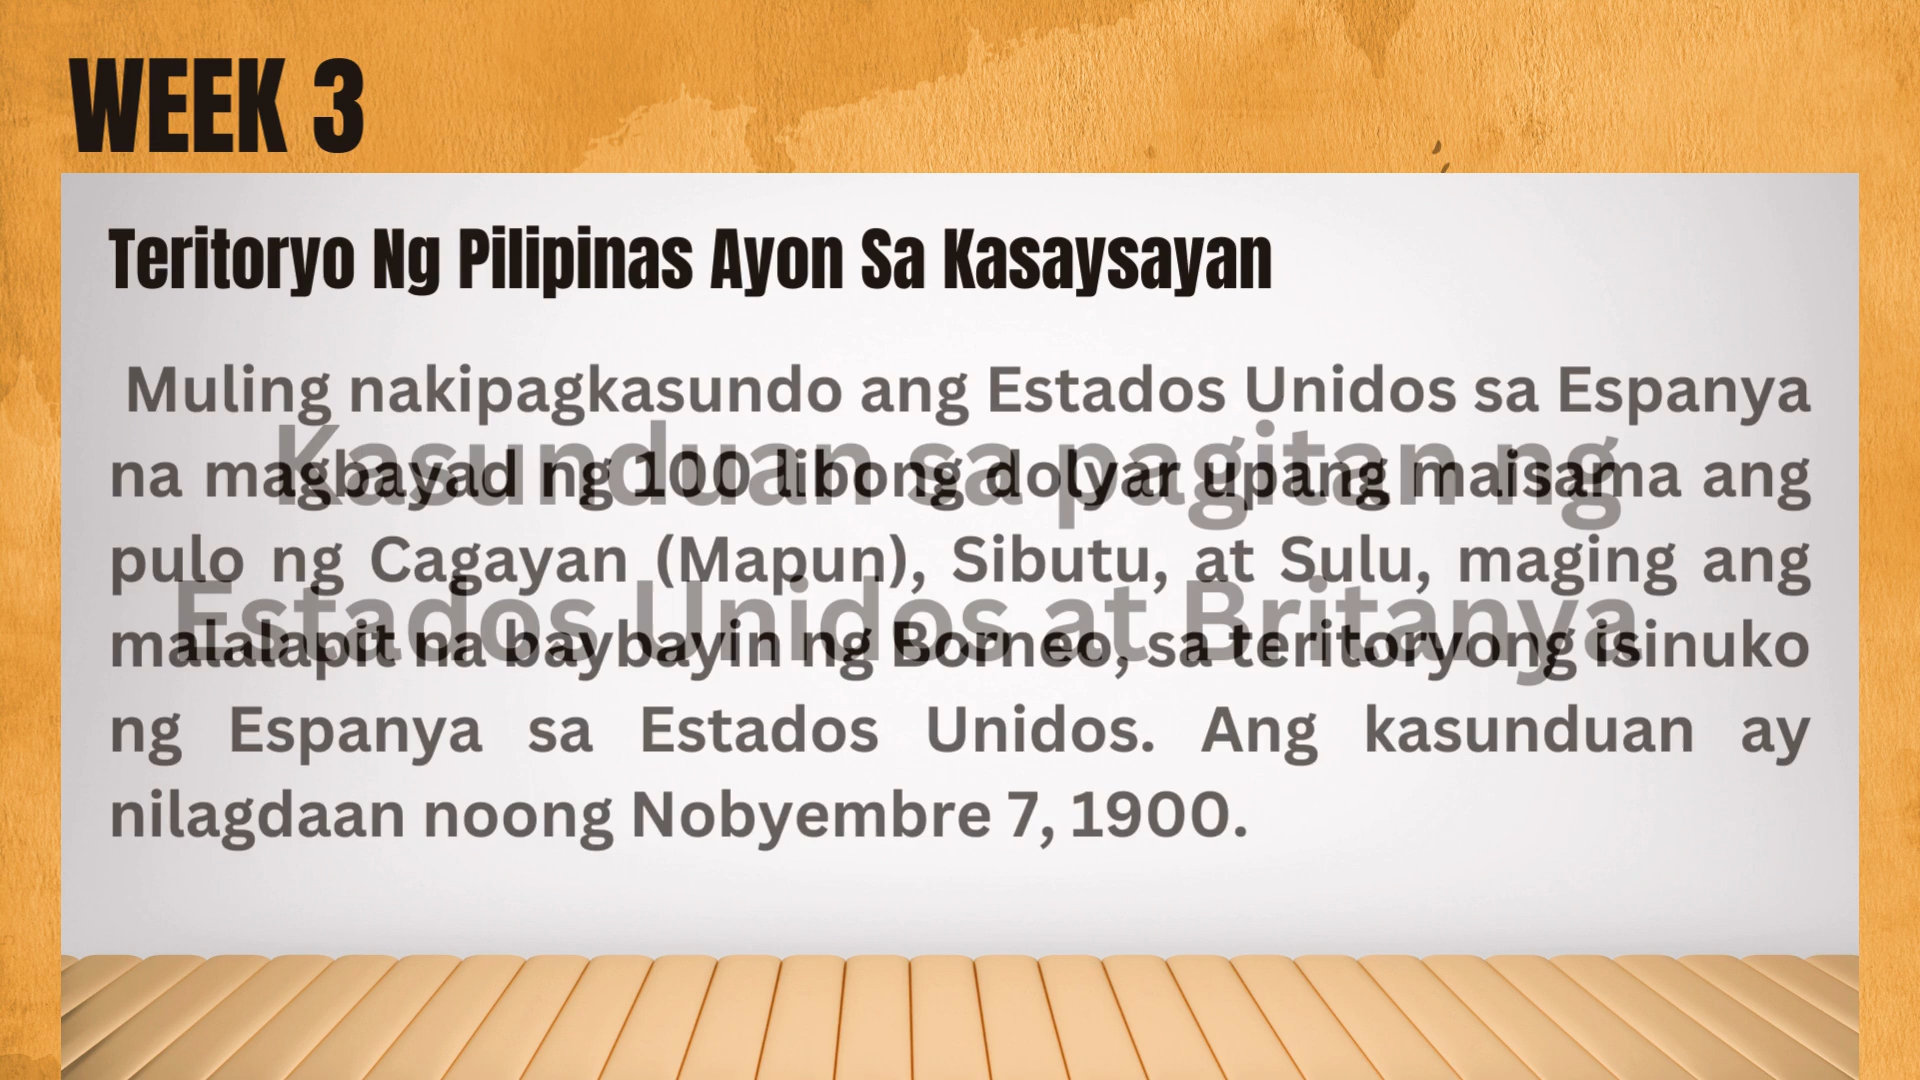 WEEK 3
Teritoryo Ng Pilipinas Ayon Sa Kasaysayan
Muling nakipagkasundo ang Estados Unidos sa Espanya
na magbayad ng 100 libong dolyar upang maisama ang
pulo ng Cagayan (Mapun), Sibutu, at Sulu, maging ang
malalapit na baybayin ng Borneo, sa teritoryong isinuko
ng Espanya sa Estados Unidos. Ang kasunduan ay
nilagdaan noong Nobyembre 7, 1900.
Kasunduan sa pagitan ng
Estados Unidos at Britanya